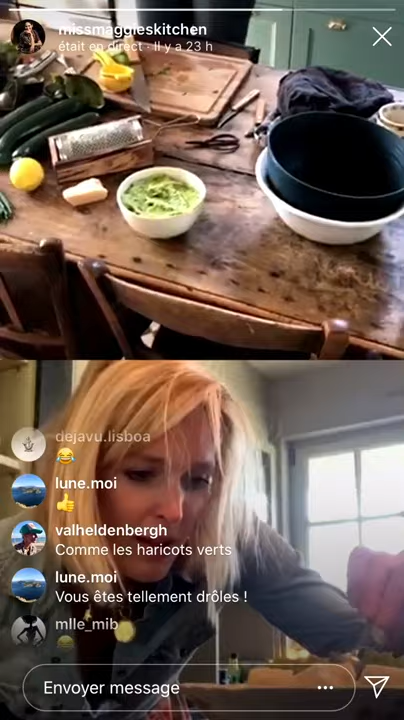 missmaggieskitchen
était en direct · Il y a 23 h
dejavu.lisboa
😂
lune.moi
👍
valheldenbergh
Comme les haricots verts
lune.moi
Vous êtes tellement drôles !
mlle_mib
😂
Envoyer message